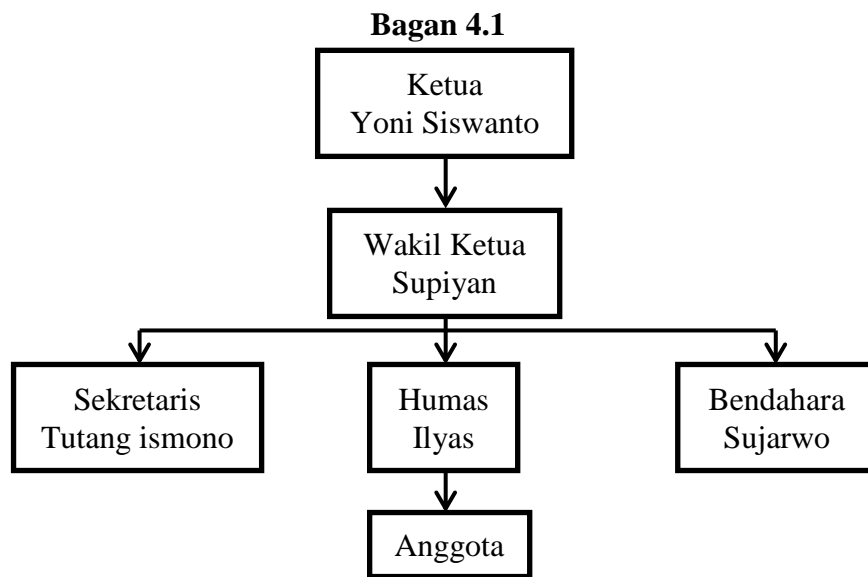 Bagan 4.1
Ketua
Yoni Siswanto
Wakil Ketua
Supiyan
Sekretaris
Tutang ismono
Humas
Ilyas
Bendahara
Sujarwo
Anggota